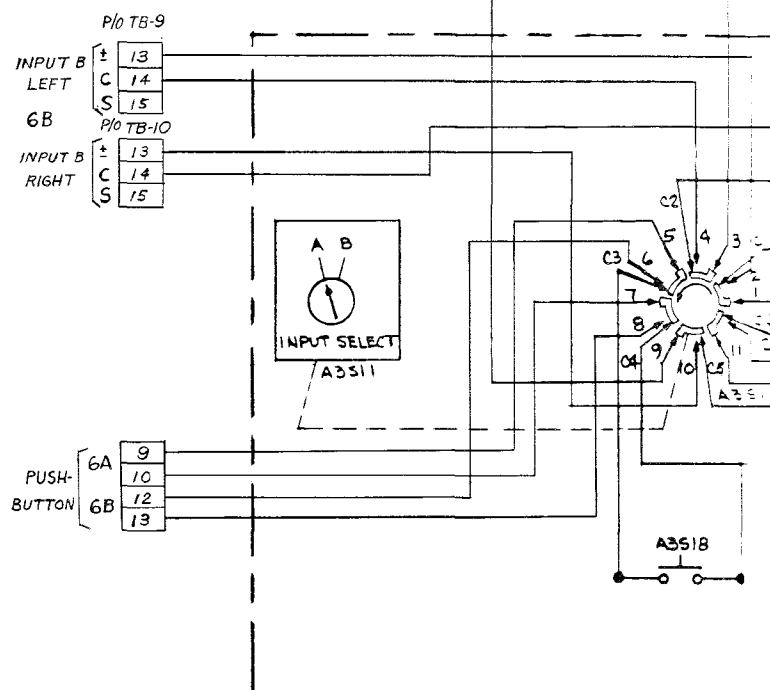 P/O TB-9
INPUT B ± 13
LEFT C 14
S 15
6B
P/O TB-10
INPUT B ± 13
RIGHT C 14
S 15
A B
INPUT SELECT
A3S11
C2
5 4 3
C3 6
7 1
8
C4 9 10 C5 11
6A 9
PUSH- 10
BUTTON 6B 12
13
A3S1B